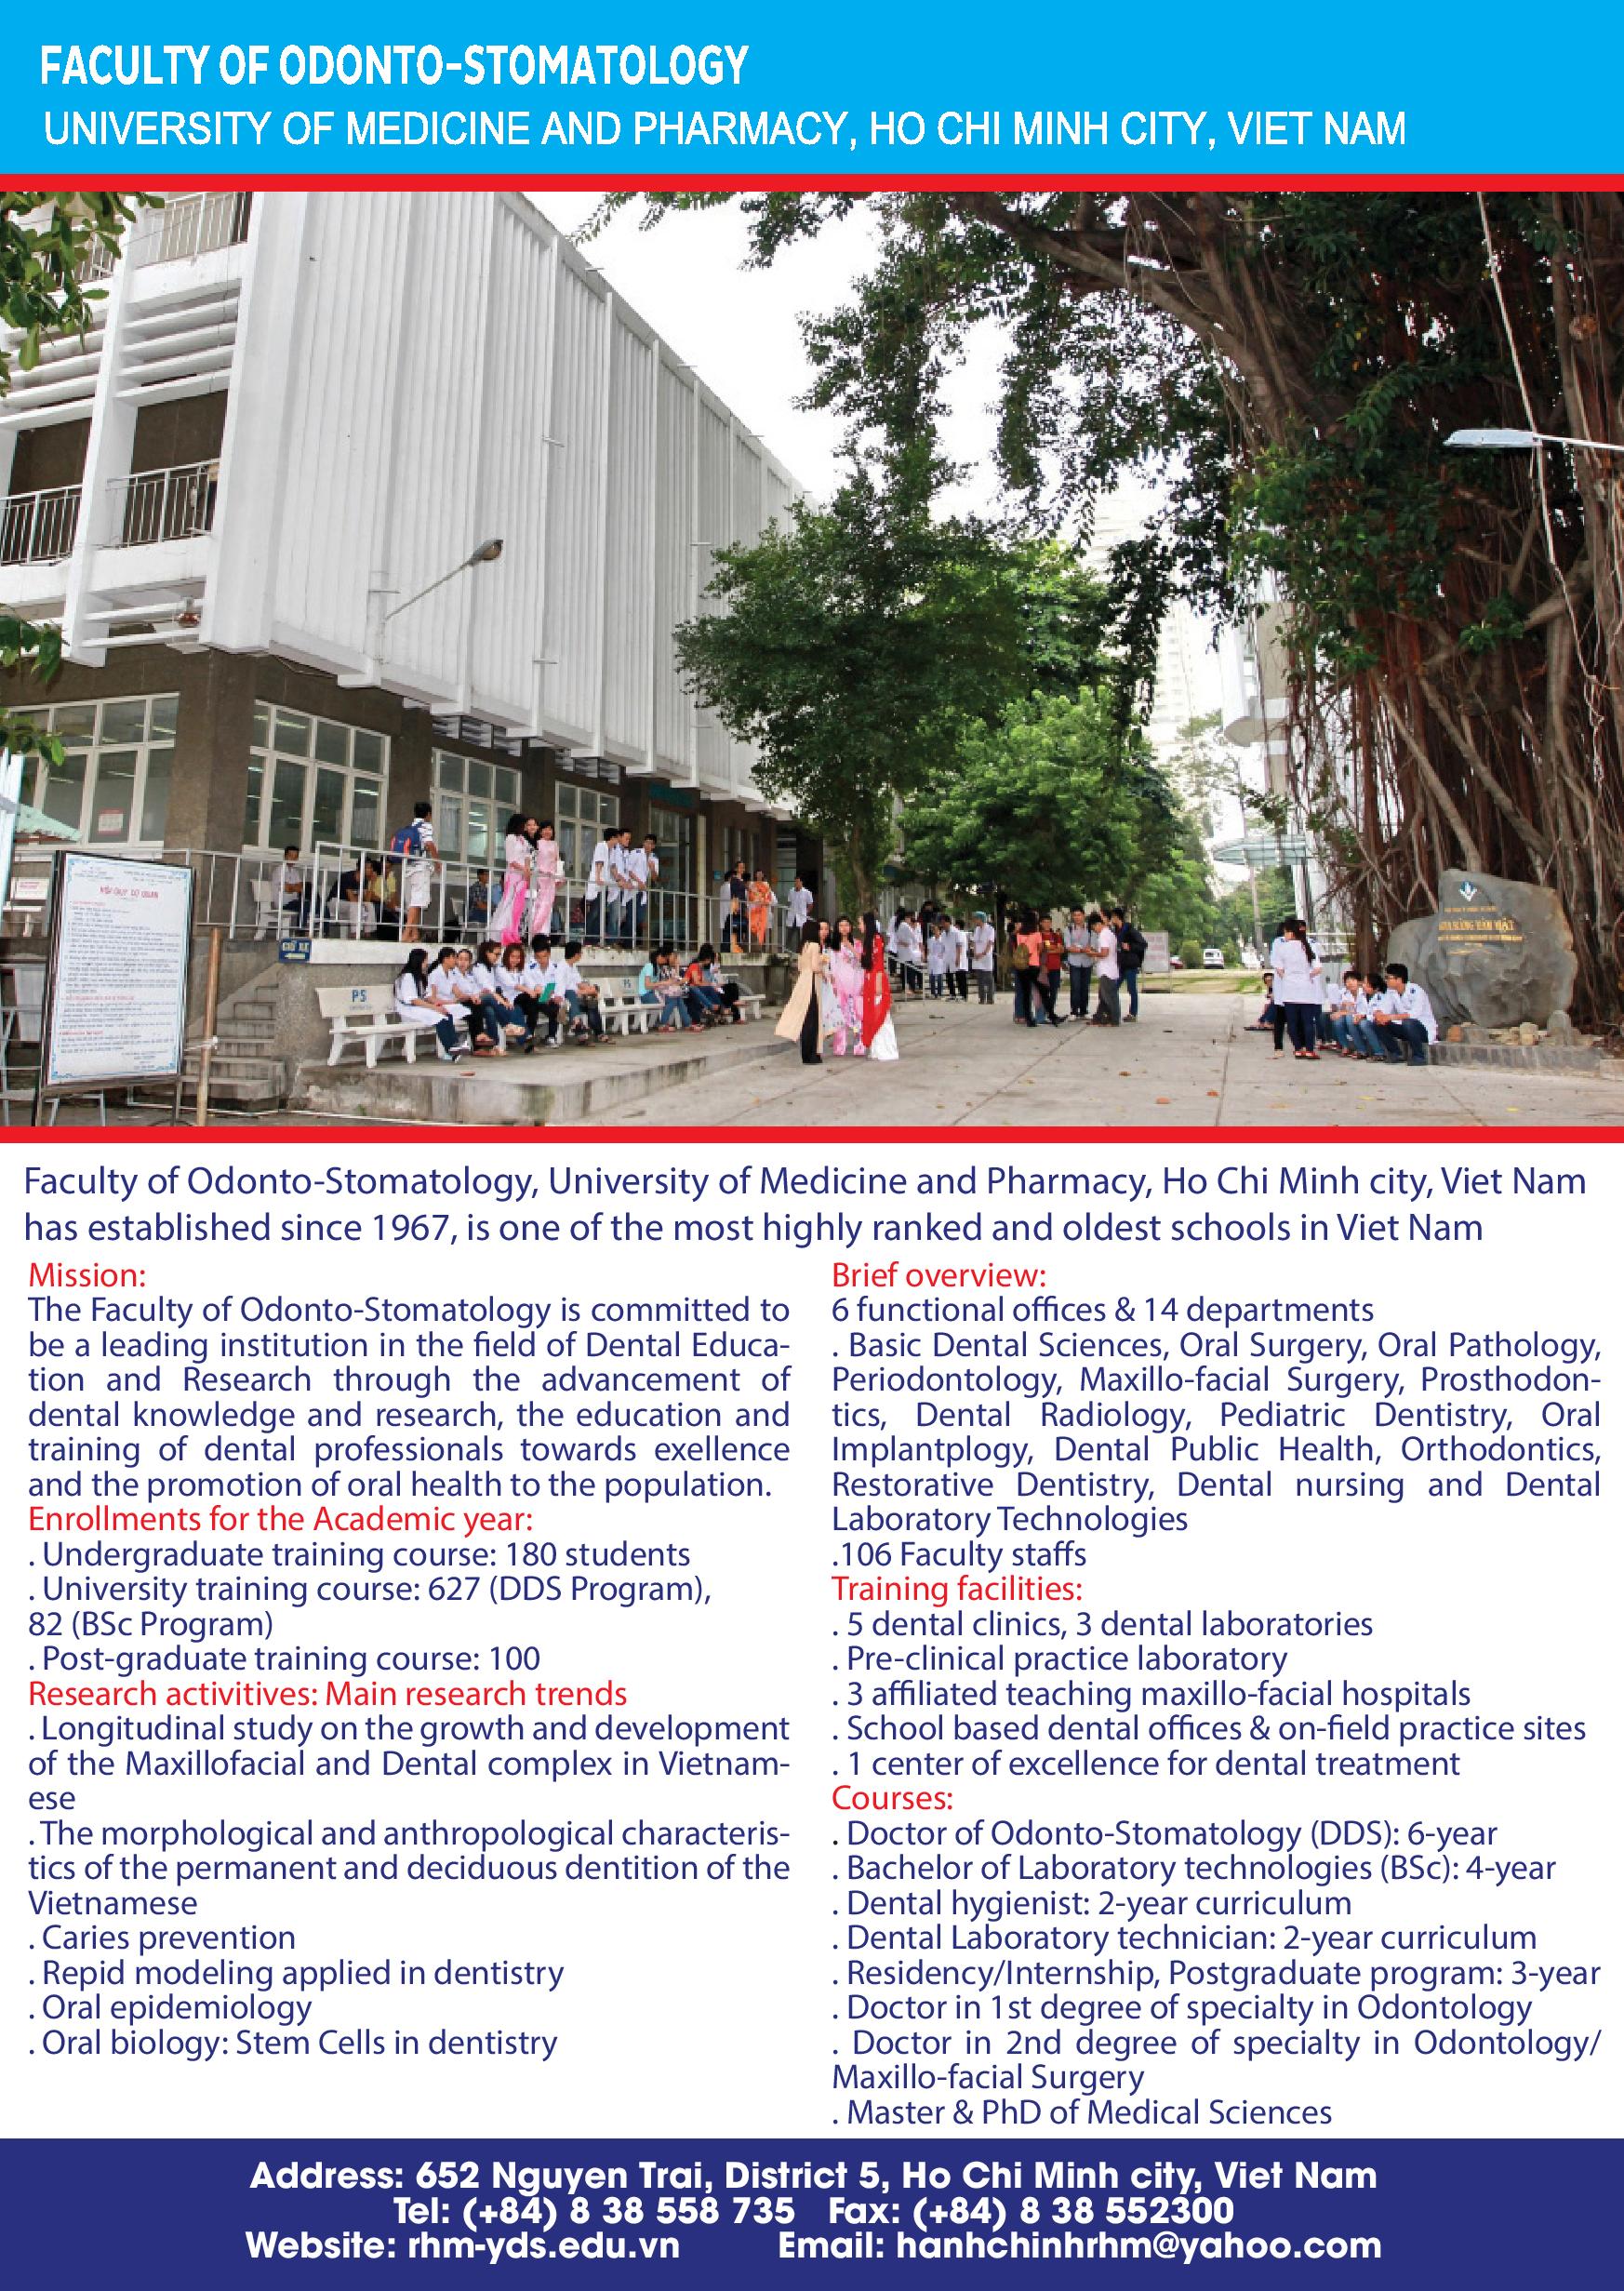 FACULTY OF ODONTO-STOMATOLOGY
UNIVERSITY OF MEDICINE AND PHARMACY, HO CHI MINH CITY, VIET NAM
NỘI QUY CƠ QUAN
GIỮ XE
PS
PS
Faculty of Odonto-Stomatology, University of Medicine and Pharmacy, Ho Chi Minh city, Viet Nam
has established since 1967, is one of the most highly ranked and oldest schools in Viet Nam
Mission:
The Faculty of Odonto-Stomatology is committed to
be a leading institution in the field of Dental Educa-
tion and Research through the advancement of
dental knowledge and research, the education and
training of dental professionals towards exellence
and the promotion of oral health to the population.
Enrollments for the Academic year:
. Undergraduate training course: 180 students
. University training course: 627 (DDS Program),
82 (BSc Program)
. Post-graduate training course: 100
Research activitives: Main research trends
. Longitudinal study on the growth and development
of the Maxillofacial and Dental complex in Vietnam-
ese
. The morphological and anthropological characteris-
tics of the permanent and deciduous dentition of the
Vietnamese
. Caries prevention
. Repid modeling applied in dentistry
. Oral epidemiology
. Oral biology: Stem Cells in dentistry
Brief overview:
6 functional offices & 14 departments
. Basic Dental Sciences, Oral Surgery, Oral Pathology,
Periodontology, Maxillo-facial Surgery, Prosthodon-
tics, Dental Radiology, Pediatric Dentistry, Oral
Implantplogy, Dental Public Health, Orthodontics,
Restorative Dentistry, Dental nursing and Dental
Laboratory Technologies
.106 Faculty staffs
Training facilities:
. 5 dental clinics, 3 dental laboratories
. Pre-clinical practice laboratory
. 3 affiliated teaching maxillo-facial hospitals
. School based dental offices & on-field practice sites
. 1 center of excellence for dental treatment
Courses:
. Doctor of Odonto-Stomatology (DDS): 6-year
. Bachelor of Laboratory technologies (BSc): 4-year
. Dental hygienist: 2-year curriculum
. Dental Laboratory technician: 2-year curriculum
. Residency/Internship, Postgraduate program: 3-year
. Doctor in 1st degree of specialty in Odontology
. Doctor in 2nd degree of specialty in Odontology/
Maxillo-facial Surgery
. Master & PhD of Medical Sciences
Address: 652 Nguyen Trai, District 5, Ho Chi Minh city, Viet Nam
Tel: (+84) 8 38 558 735 Fax: (+84) 8 38 552300
Website: rhm-yds.edu.vn Email: hanhchinhrhm@yahoo.com